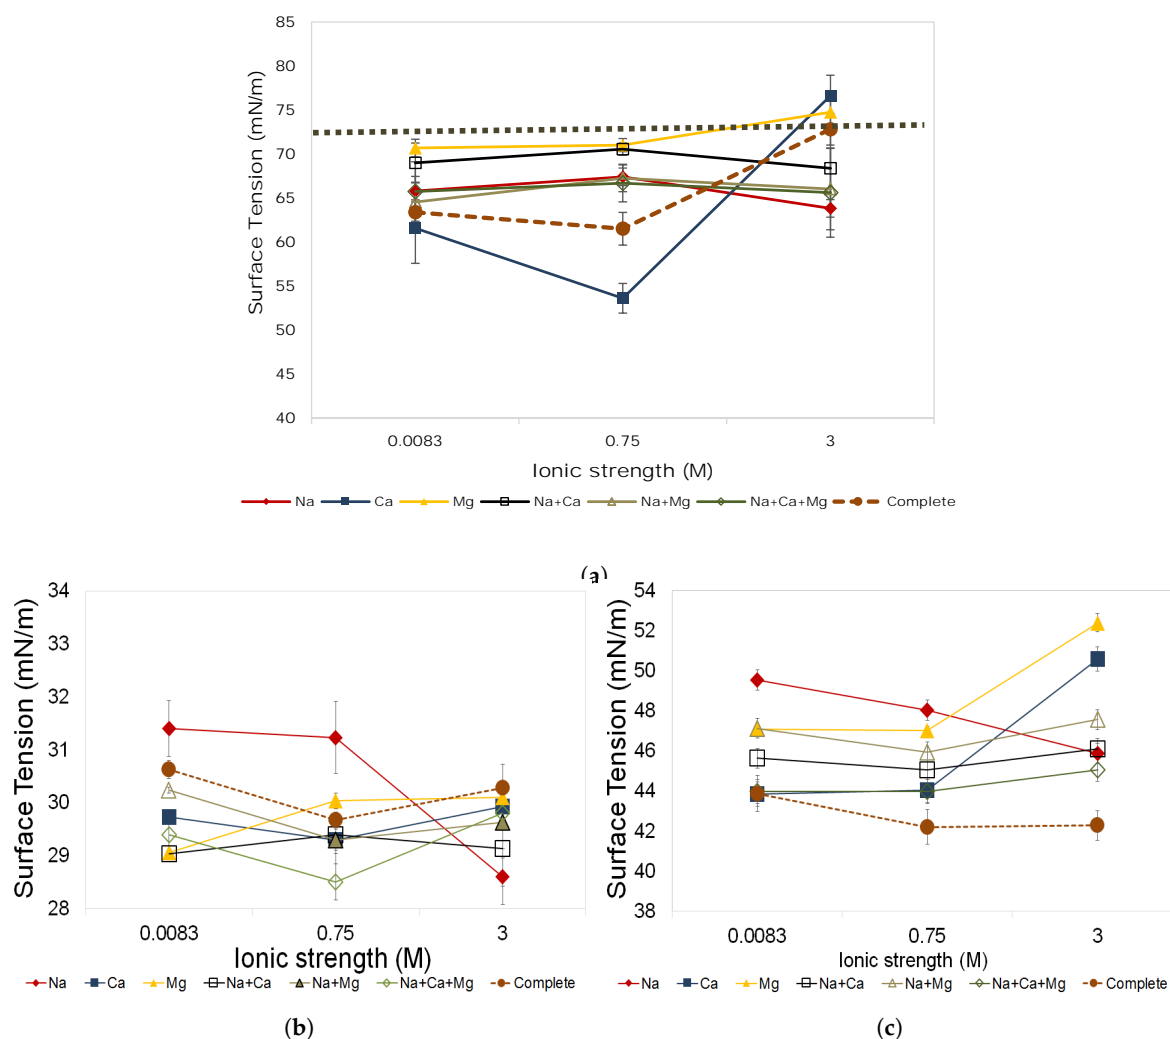 85
80
75
70
65
60
55
50
45
40
Surface Tension (mN/m)
0.0083 0.75 3
Ionic strength (M)
Na Ca Mg Na+Ca Na+Mg Na+Ca+Mg Complete
(a)
34
33
32
31
30
29
28
Surface Tension (mN/m)
0.0083 0.75 3
Ionic strength (M)
Na Ca Mg Na+Ca Na+Mg Na+Ca+Mg Complete
(b)
54
52
50
48
46
44
42
40
38
Surface Tension (mN/m)
0.0083 0.75 3
Ionic strength (M)
Na Ca Mg Na+Ca Na+Mg Na+Ca+Mg Complete
(c)